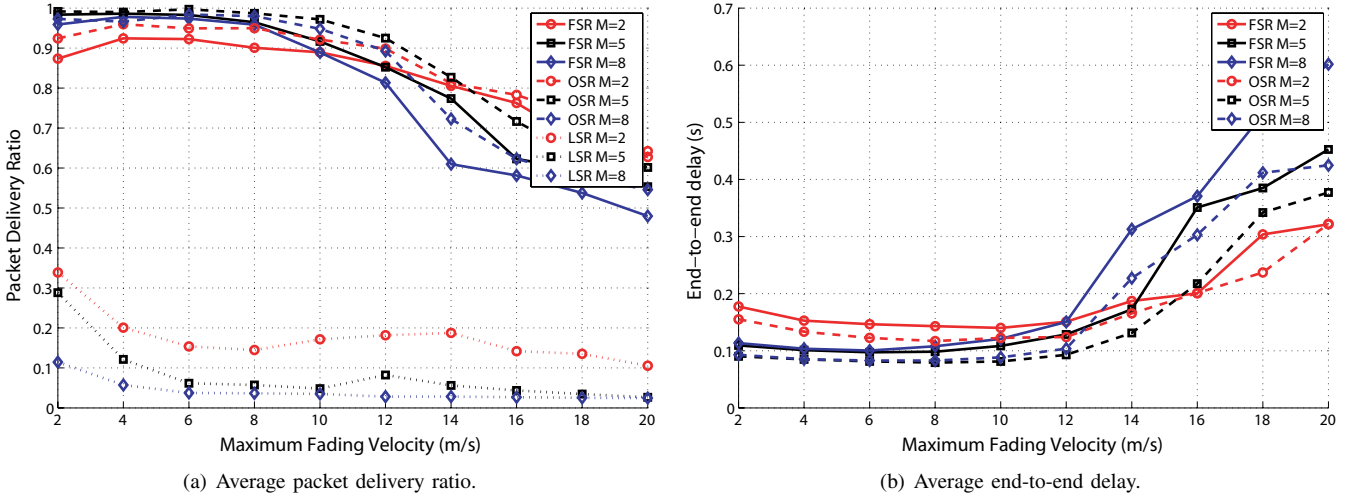 1
0.9
0.8
0.7
0.6
0.5
0.4
0.3
0.2
0.1
0
Packet Delivery Ratio
2 4 6 8 10 12 14 16 18 20
Maximum Fading Velocity (m/s)
FSR M=2
FSR M=5
FSR M=8
OSR M=2
OSR M=5
OSR M=8
LSR M=2
LSR M=5
LSR M=8
(a) Average packet delivery ratio.
0.7
0.6
0.5
0.4
0.3
0.2
0.1
0
End−to−end delay (s)
2 4 6 8 10 12 14 16 18 20
Maximum Fading Velocity (m/s)
FSR M=2
FSR M=5
FSR M=8
OSR M=2
OSR M=5
OSR M=8
(b) Average end-to-end delay.